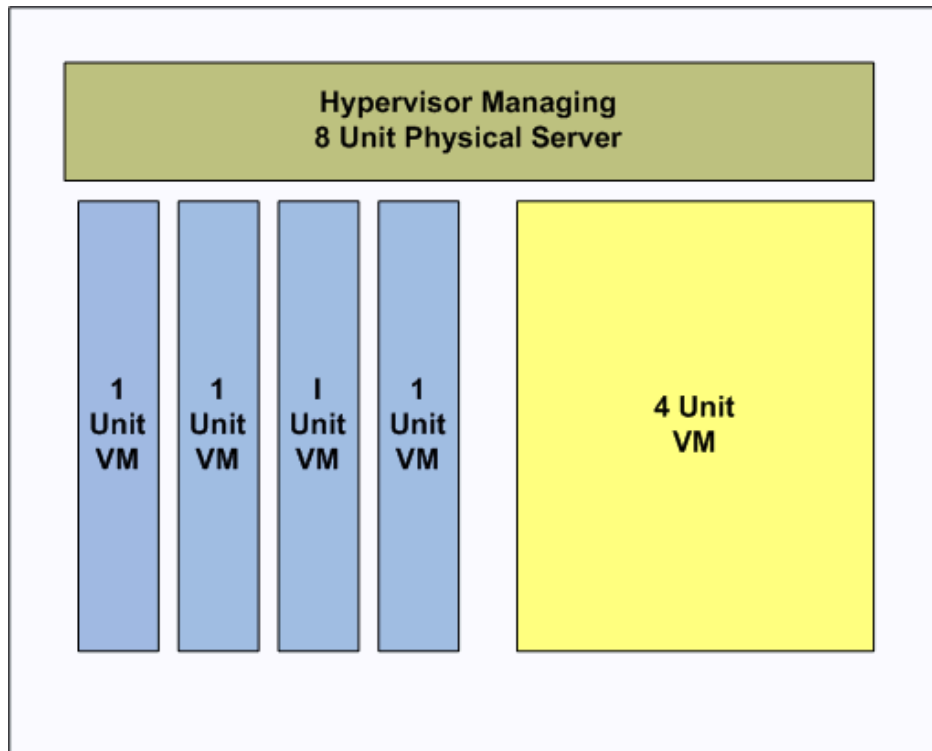 Hypervisor Managing
8 Unit Physical Server
1
Unit
VM
1
Unit
VM
I
Unit
VM
1
Unit
VM
4 Unit
VM